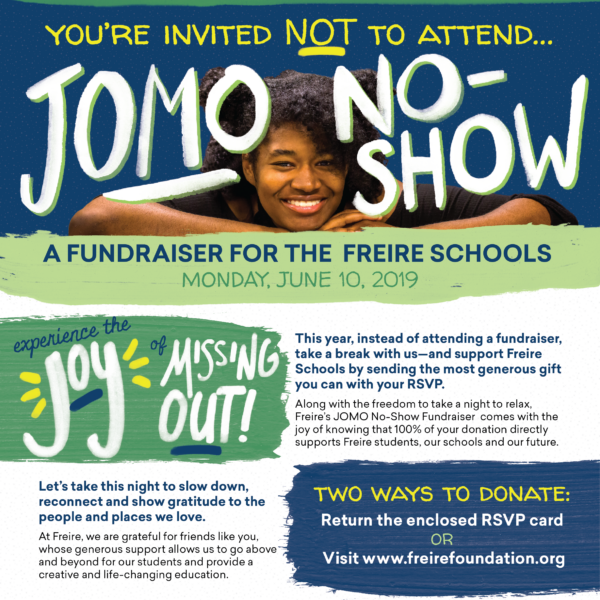 YOU'RE INVITED NOT TO ATTEND...
JOMO NO-
SHOW
A FUNDRAISER FOR THE FREIRE SCHOOLS
MONDAY, JUNE 10, 2019
experience the
JOY of MISSING
OUT!
This year, instead of attending a fundraiser,
take a break with us—and support Freire
Schools by sending the most generous gift
you can with your RSVP.
Along with the freedom to take a night to relax,
Freire's JOMO No-Show Fundraiser comes with the
joy of knowing that 100% of your donation directly
supports Freire students, our schools and our future.
Let's take this night to slow down,
reconnect and show gratitude to the
people and places we love.
At Freire, we are grateful for friends like you,
whose generous support allows us to go above
and beyond for our students and provide a
creative and life-changing education.
TWO WAYS TO DONATE:
Return the enclosed RSVP card
OR
Visit www.freirefoundation.org